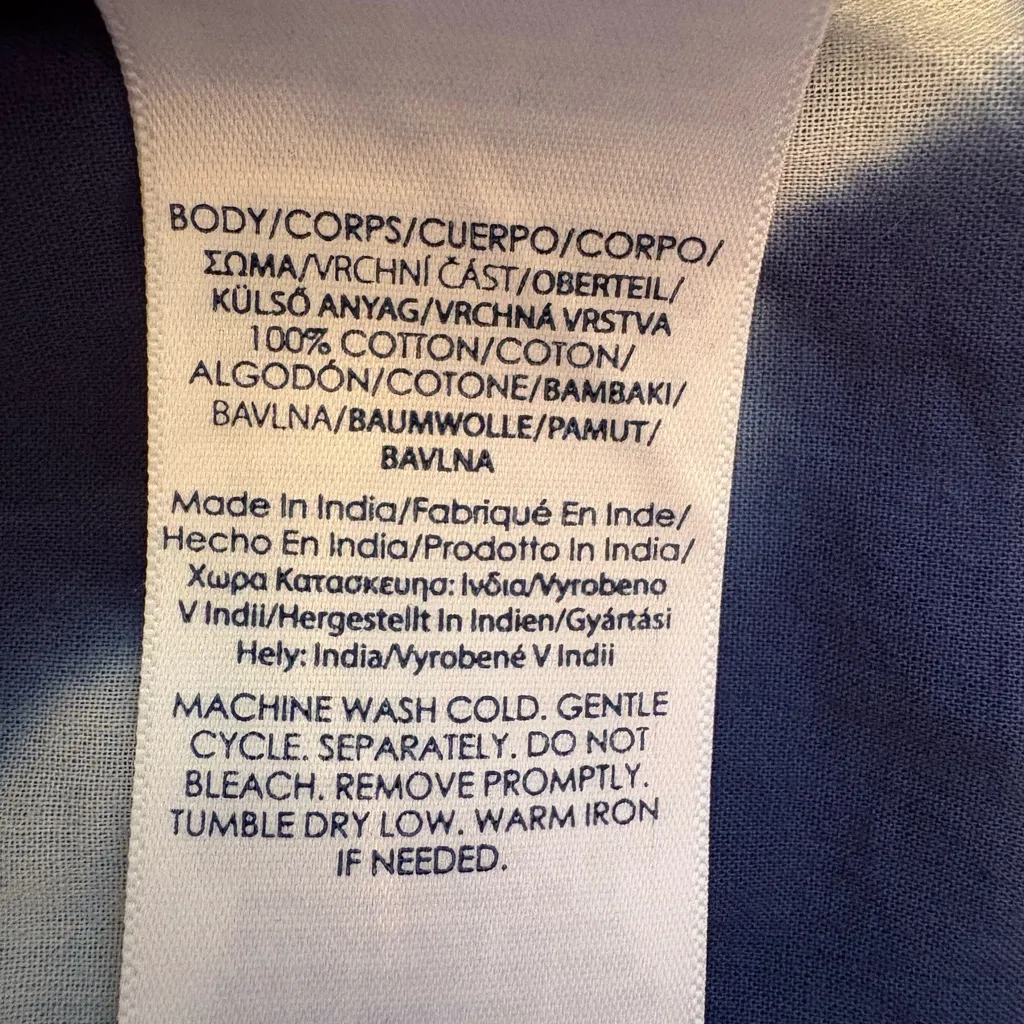 BODY/CORPS/CUERPO/CORPO/
ΣΩΜΑ/VRCHNÍ ČÁST/OBERTEIL/
KÜLSŐ ANYAG/VRCHNÁ VRSTVA
100% COTTON/COTON/
ALGODÓN/COTONE/BAMBAKI/
BAVLNA/BAUMWOLLE/PAMUT/
BAVLNA
Made In India/Fabriqué En Inde/
Hecho En India/Prodotto In India/
Χωρα Κατασκευησ: Ινδια/Vyrobeno
V Indii/Hergestellt In Indien/Gyártási
Hely: India/Vyrobené V Indii
MACHINE WASH COLD. GENTLE
CYCLE. SEPARATELY. DO NOT
BLEACH. REMOVE PROMPTLY.
TUMBLE DRY LOW. WARM IRON
IF NEEDED.